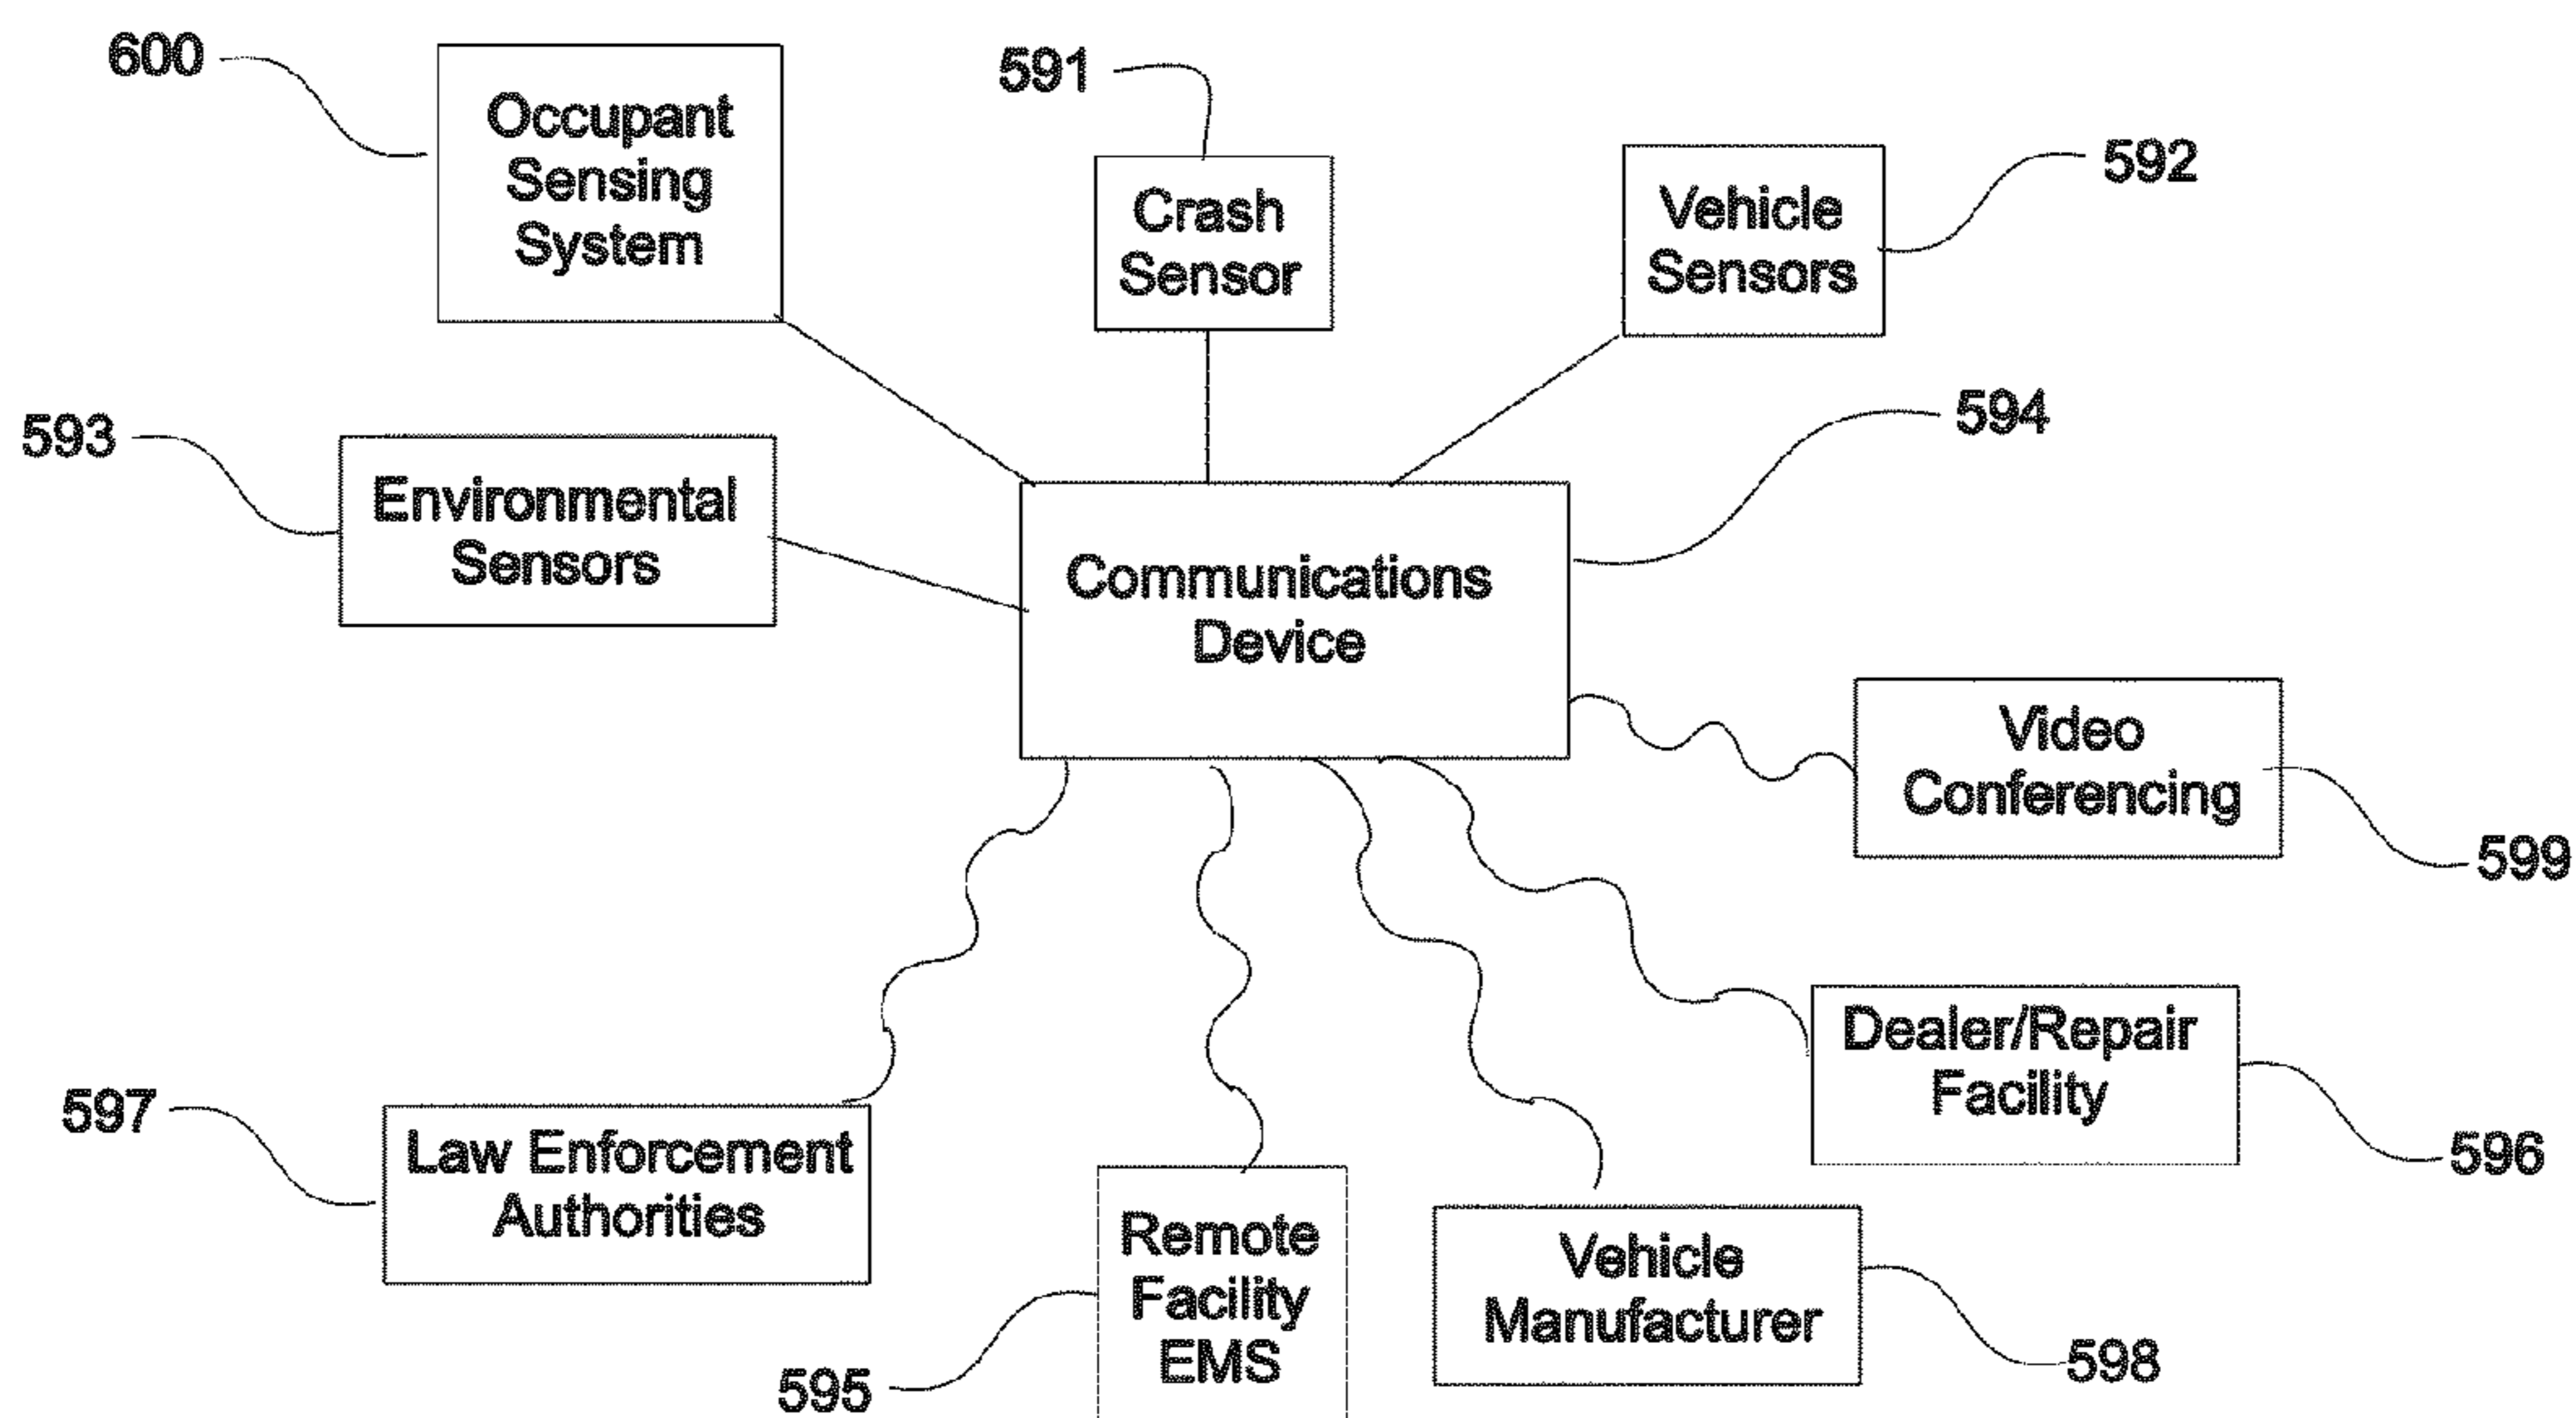 600
Occupant
Sensing
System
591
Crash
Sensor
Vehicle
Sensors
592
593
Environmental
Sensors
594
Communications
Device
Video
Conferencing
599
Dealer/Repair
Facility
596
597
Law Enforcement
Authorities
Remote
Facility
EMS
595
Vehicle
Manufacturer
598